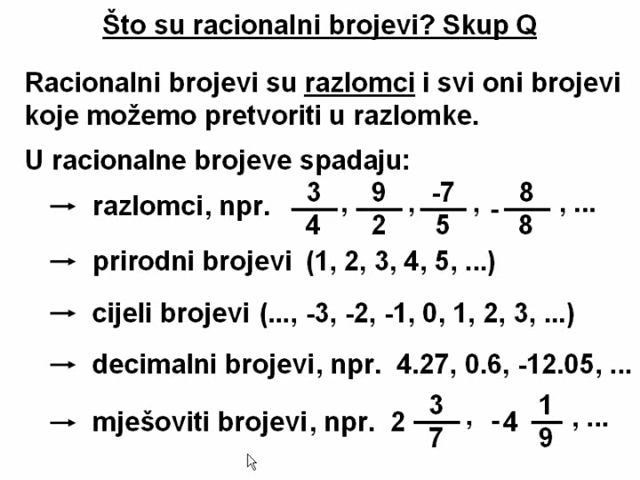 Što su racionalni brojevi? Skup Q
Racionalni brojevi su razlomci i svi oni brojevi
koje možemo pretvoriti u razlomke.
U racionalne brojeve spadaju:
→ razlomci, npr. 3/4, 9/2, -7/5, - 8/8, ...
→ prirodni brojevi (1, 2, 3, 4, 5, ...)
→ cijeli brojevi (..., -3, -2, -1, 0, 1, 2, 3, ...)
→ decimalni brojevi, npr. 4.27, 0.6, -12.05, ...
→ mješoviti brojevi, npr. 2 3/7, -4 1/9, ...